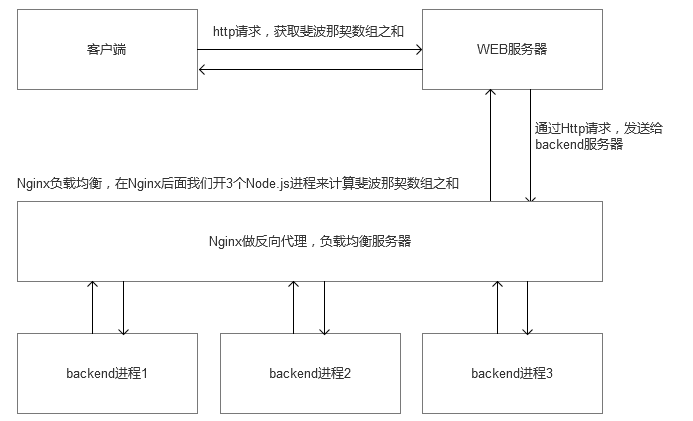 http请求，获取斐波那契数组之和
客户端
WEB服务器
通过Http请求，发送给
backend服务器
Nginx负载均衡，在Nginx后面我们开3个Node.js进程来计算斐波那契数组之和
Nginx做反向代理，负载均衡服务器
backend进程1
backend进程2
backend进程3